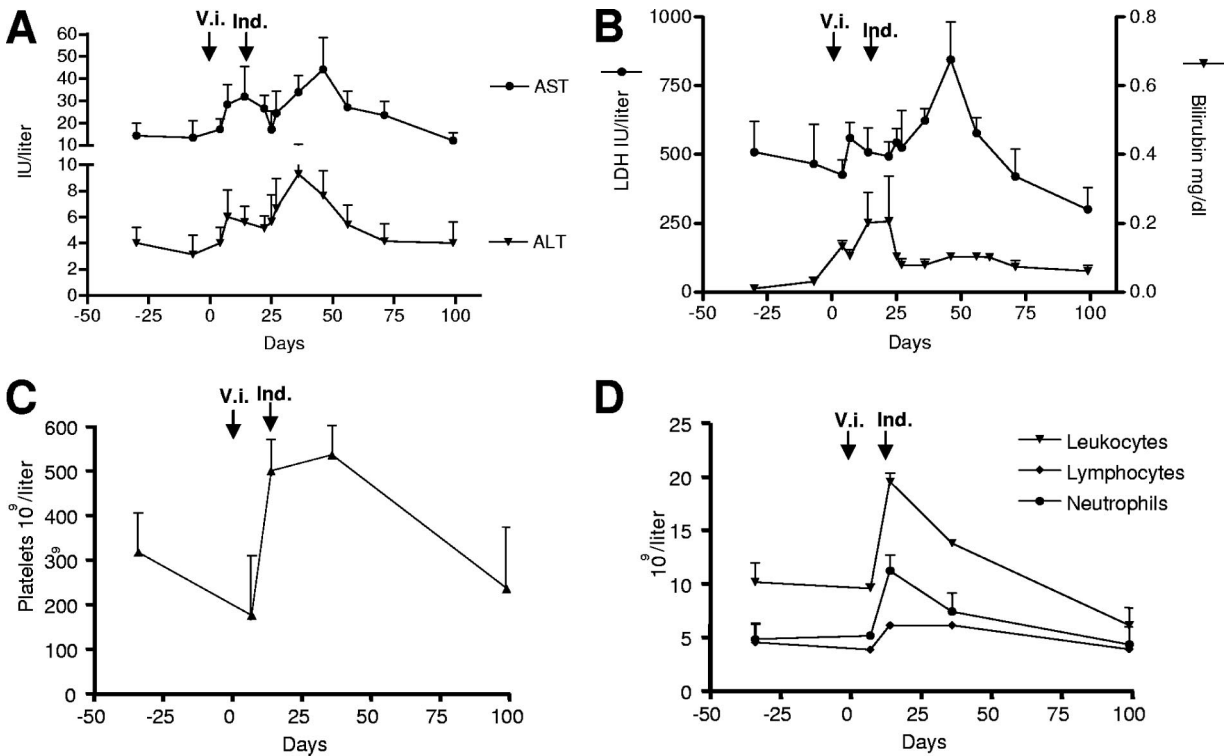 A
V.i. Ind.
60
50
40
30
20
10
10
8
6
4
2
0
IU/liter
-50 -25 0 25 50 75 100
Days
AST
ALT
B
V.i. Ind.
1000
750
500
250
0
LDH IU/liter
0.8
0.6
0.4
0.2
0.0
Bilirubin mg/dl
-50 -25 0 25 50 75 100
Days
C
V.i. Ind.
600
500
400
300
200
100
0
Platelets 10⁹/liter
9
-50 -25 0 25 50 75 100
Days
D
V.i. Ind.
25
20
15
10
5
0
10⁹/liter
Leukocytes
Lymphocytes
Neutrophils
-50 -25 0 25 50 75 100
Days